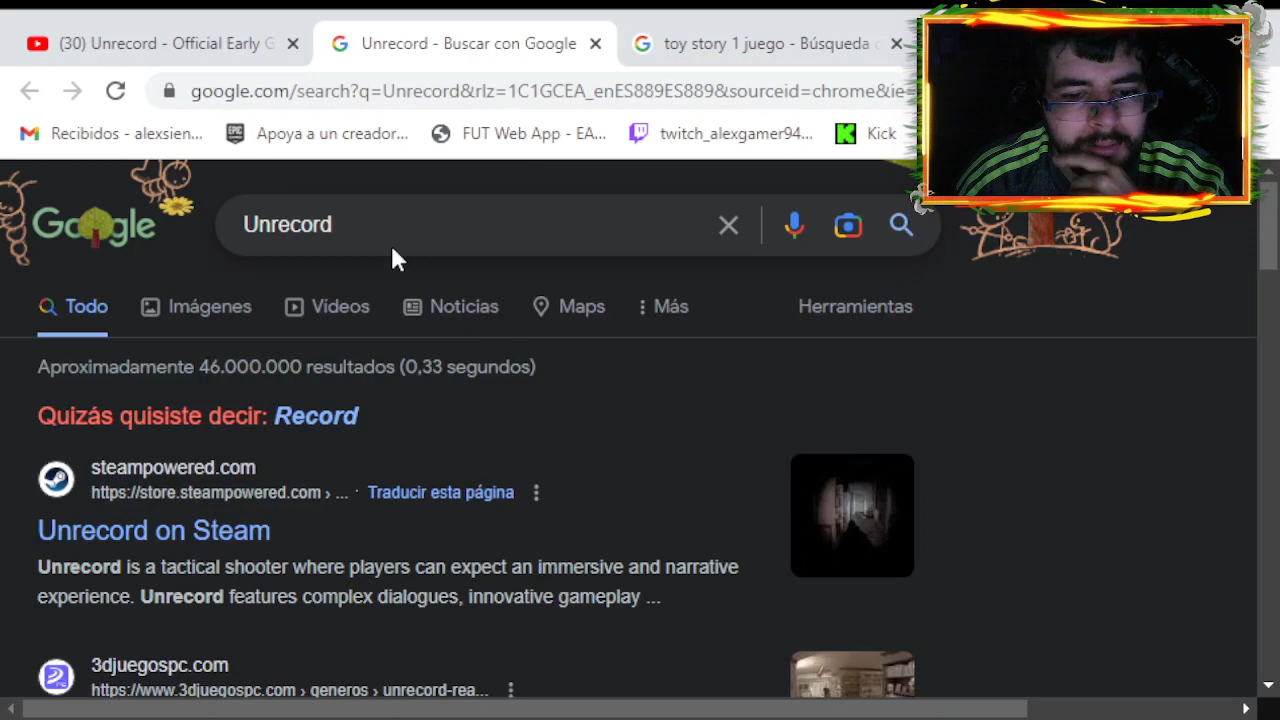 (30) Unrecord - Official Early G
Unrecord - Buscar con Google
toy story 1 juego - Búsqueda
google.com/search?q=Unrecord&rlz=1C1GCEA_enES889ES889&sourceid=chrome&ie=
Recibidos - alexsien...
Apoya a un creador...
FUT Web App - EA...
twitch_alexgamer94...
Kick
Google
Unrecord
Todo
Imágenes
Vídeos
Noticias
Maps
Más
Herramientas
Aproximadamente 46.000.000 resultados (0,33 segundos)
Quizás quisiste decir: Record
steampowered.com
https://store.steampowered.com › ... · Traducir esta página
Unrecord on Steam
Unrecord is a tactical shooter where players can expect an immersive and narrative
experience. Unrecord features complex dialogues, innovative gameplay ...
3djuegospc.com
https://www.3djuegospc.com › generos › unrecord-rea...